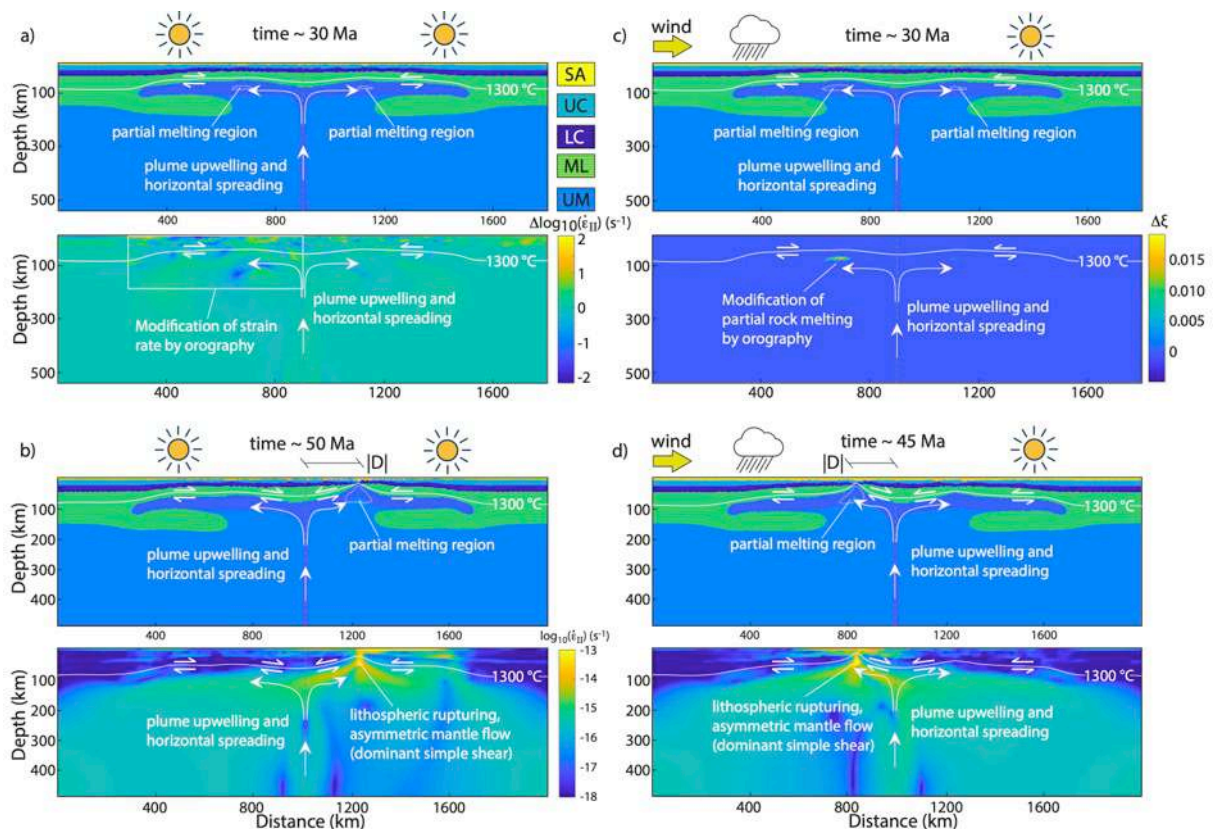 a)
time ~ 30 Ma
Depth (km)
100
300
500
1300 °C
partial melting region
partial melting region
plume upwelling and
horizontal spreading
400
800
1200
1600
SA
UC
LC
ML
UM
Δlog10(ε̇II) (s-1)
2
1
0
-1
-2
Depth (km)
100
300
500
1300 °C
Modification of strain
rate by orography
plume upwelling and
horizontal spreading
400
800
1200
1600
c)
wind
time ~ 30 Ma
Depth (km)
100
300
500
1300 °C
partial melting region
partial melting region
plume upwelling and
horizontal spreading
400
800
1200
1600
Δξ
0.015
0.010
0.005
0
Depth (km)
100
300
500
1300 °C
Modification of
partial rock melting
by orography
plume upwelling and
horizontal spreading
400
800
1200
1600
b)
time ~ 50 Ma
|D|
Depth (km)
100
200
300
400
1300 °C
plume upwelling and
horizontal spreading
partial melting region
400
800
1200
1600
log10(ε̇II) (s-1)
-13
-14
-15
-16
-17
-18
Depth (km)
100
200
300
400
1300 °C
plume upwelling and
horizontal spreading
lithospheric rupturing,
asymmetric mantle flow
(dominant simple shear)
400
800
1200
1600
Distance (km)
d)
wind
time ~ 45 Ma
|D|
Depth (km)
100
200
300
400
1300 °C
partial melting region
plume upwelling and
horizontal spreading
400
800
1200
1600
Depth (km)
100
200
300
400
1300 °C
lithospheric rupturing,
asymmetric mantle flow
(dominant simple shear)
plume upwelling and
horizontal spreading
400
800
1200
1600
Distance (km)